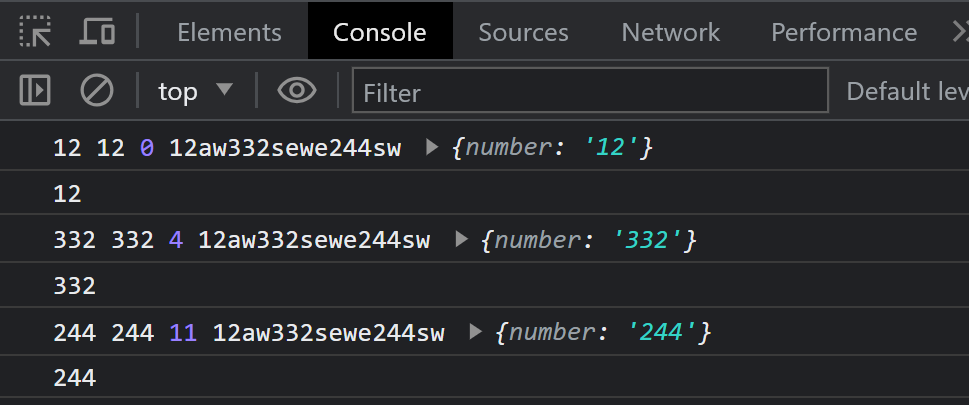 Elements Console Sources Network Performance
top Filter Default lev
12 12 0 12aw332sewe244sw {number: '12'}
12
332 332 4 12aw332sewe244sw {number: '332'}
332
244 244 11 12aw332sewe244sw {number: '244'}
244